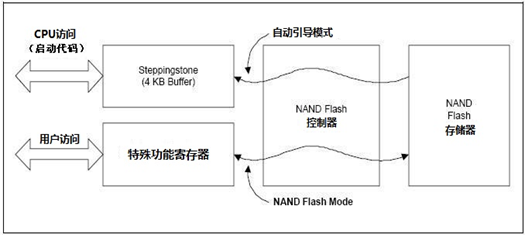 CPU访问
（启动代码）
Steppingstone
(4 KB Buffer)
自动引导模式
NAND Flash
控制器
NAND
Flash
存储器
用户访问
特殊功能寄存器
NAND Flash Mode